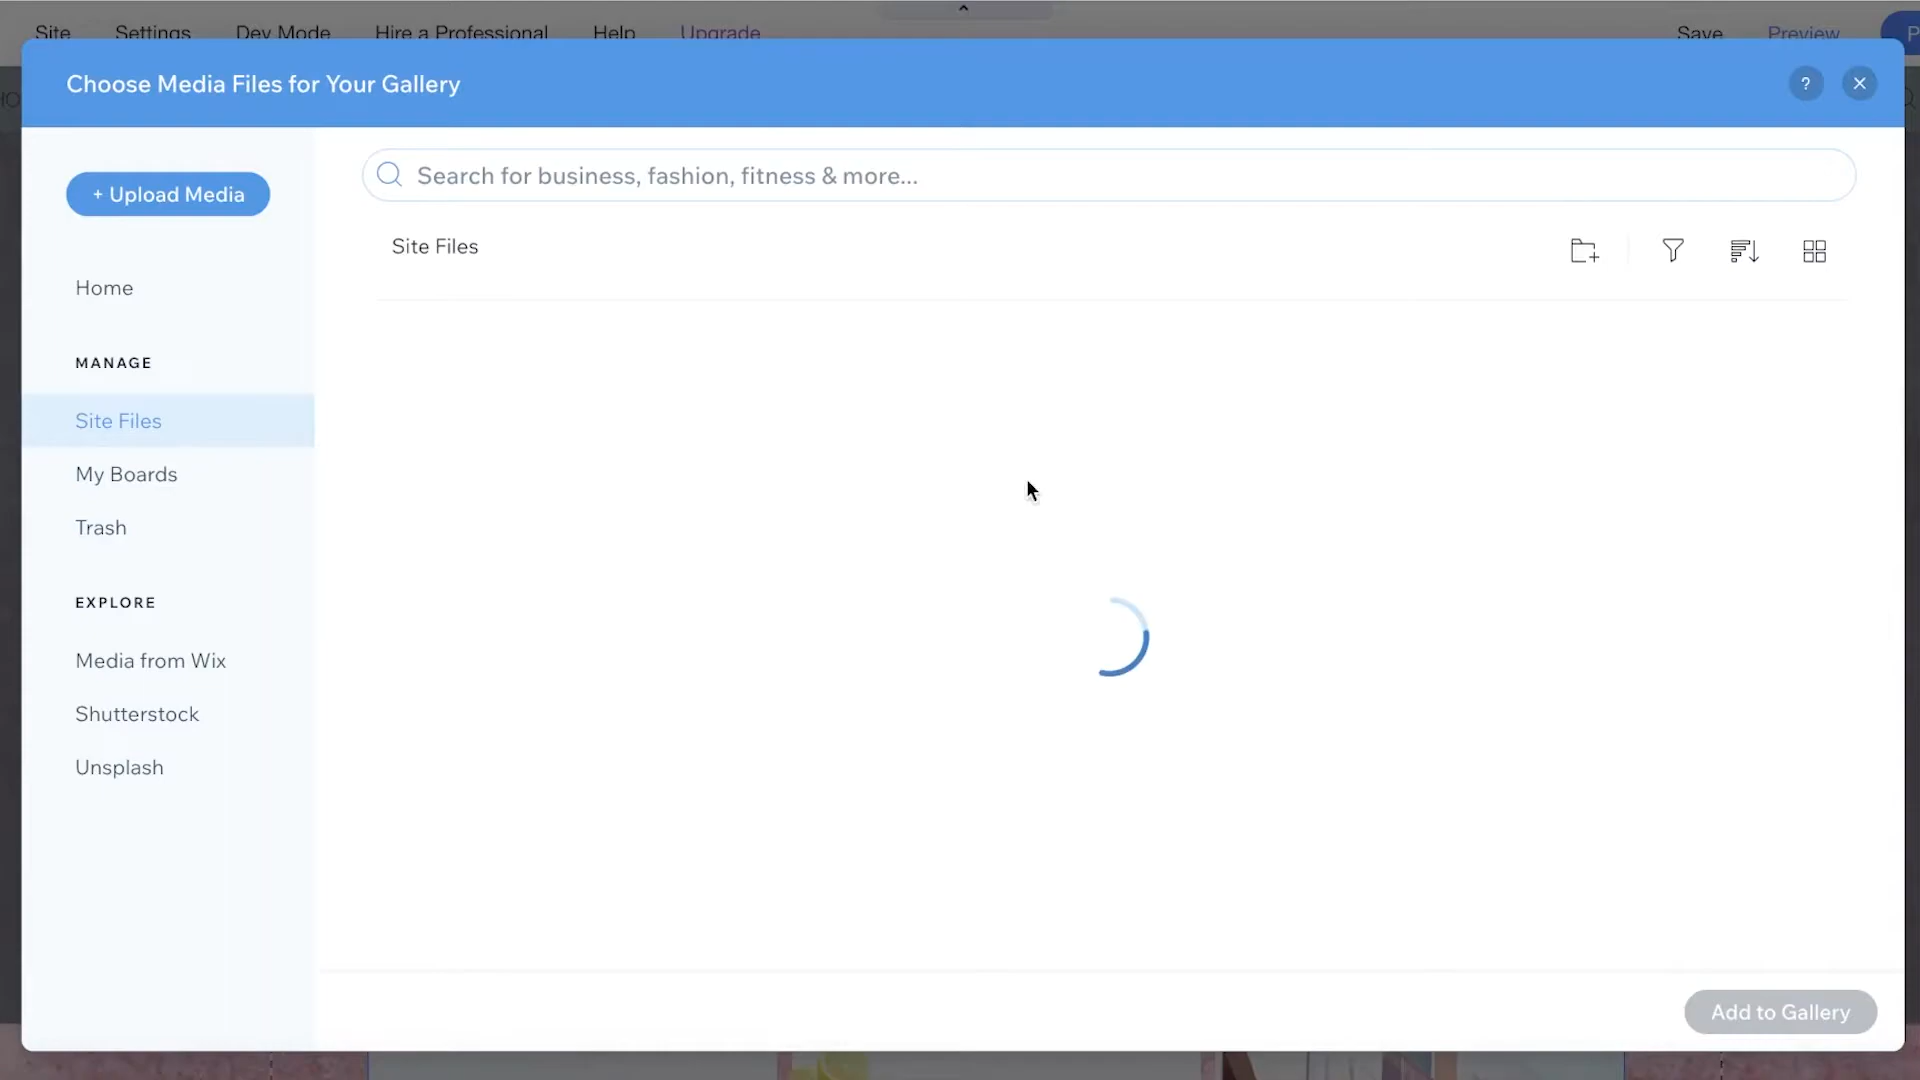 Site Settings Dev Mode Hire a Professional Help Upgrade Save Preview
Choose Media Files for Your Gallery
?
+ Upload Media
Search for business, fashion, fitness & more...
Site Files
Home
MANAGE
Site Files
My Boards
Trash
EXPLORE
Media from Wix
Shutterstock
Unsplash
Add to Gallery